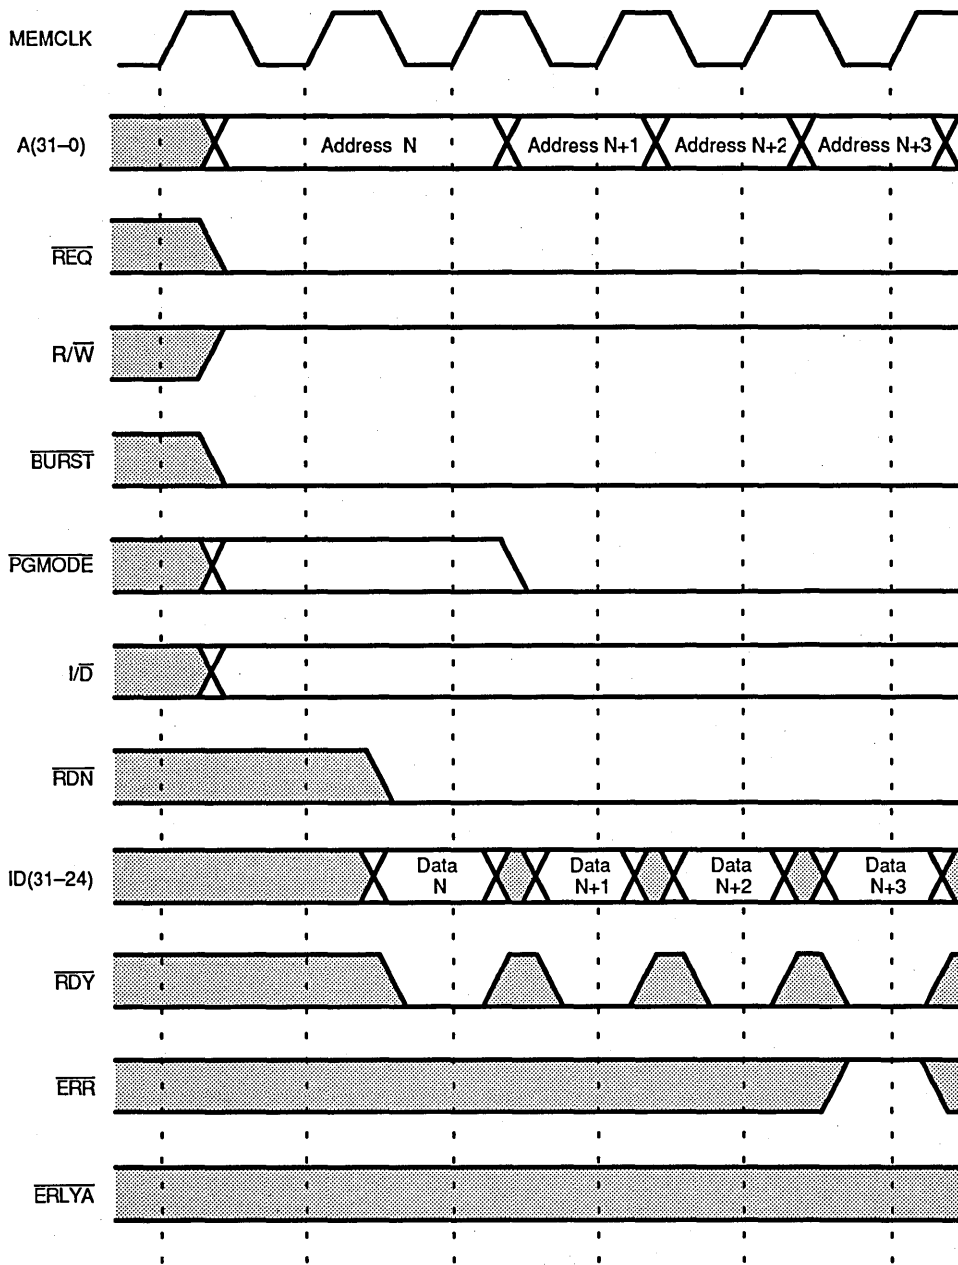 MEMCLK
A(31–0)
Address N
Address N+1
Address N+2
Address N+3
REQ
R/W
BURST
PGMODE
I/D
RDN
ID(31–24)
Data
N
Data
N+1
Data
N+2
Data
N+3
RDY
ERR
ERLYA